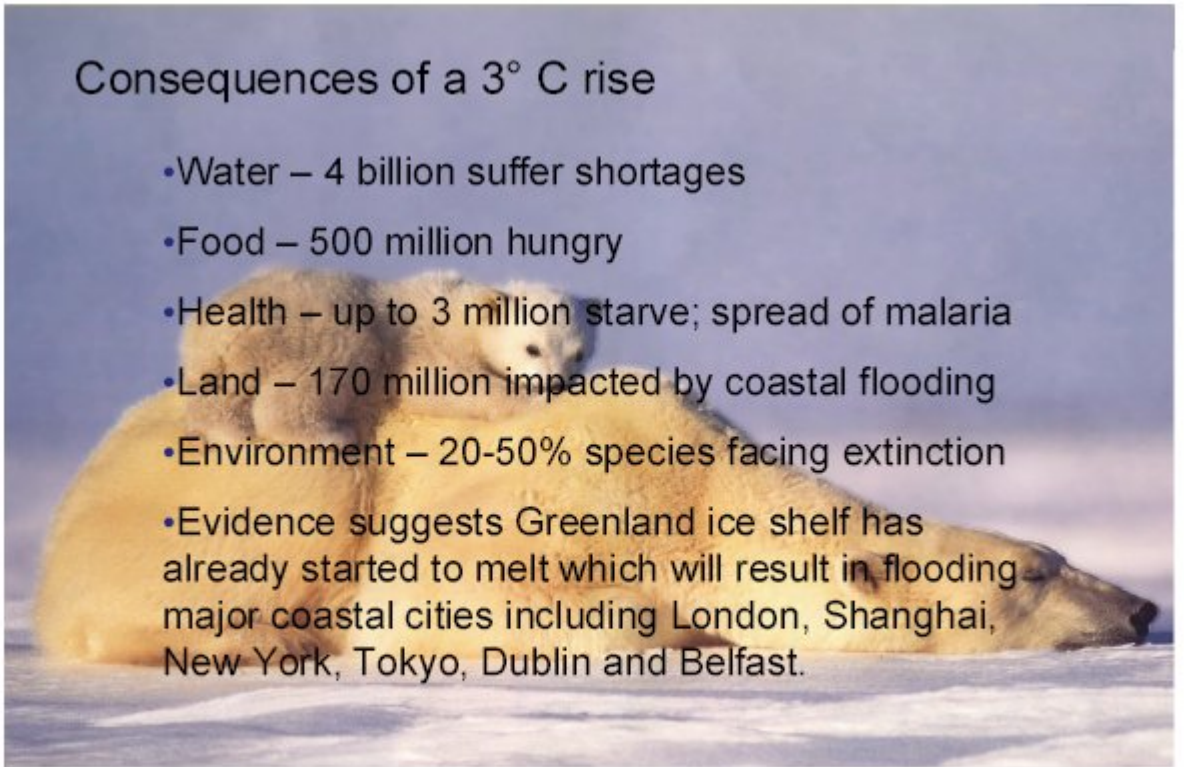 Consequences of a 3° C rise
•Water – 4 billion suffer shortages
•Food – 500 million hungry
•Health – up to 3 million starve; spread of malaria
•Land – 170 million impacted by coastal flooding
•Environment – 20-50% species facing extinction
•Evidence suggests Greenland ice shelf has
already started to melt which will result in flooding
major coastal cities including London, Shanghai,
New York, Tokyo, Dublin and Belfast.